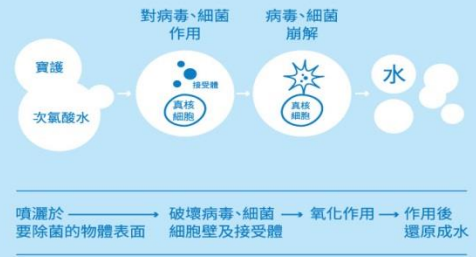 對病毒、細菌
作用
病毒、細菌
崩解
寶護
次氯酸水
接受體
真核
細胞
真核
細胞
水
噴灑於
要除菌的物體表面
破壞病毒、細菌
細胞壁及接受體
氧化作用
作用後
還原成水